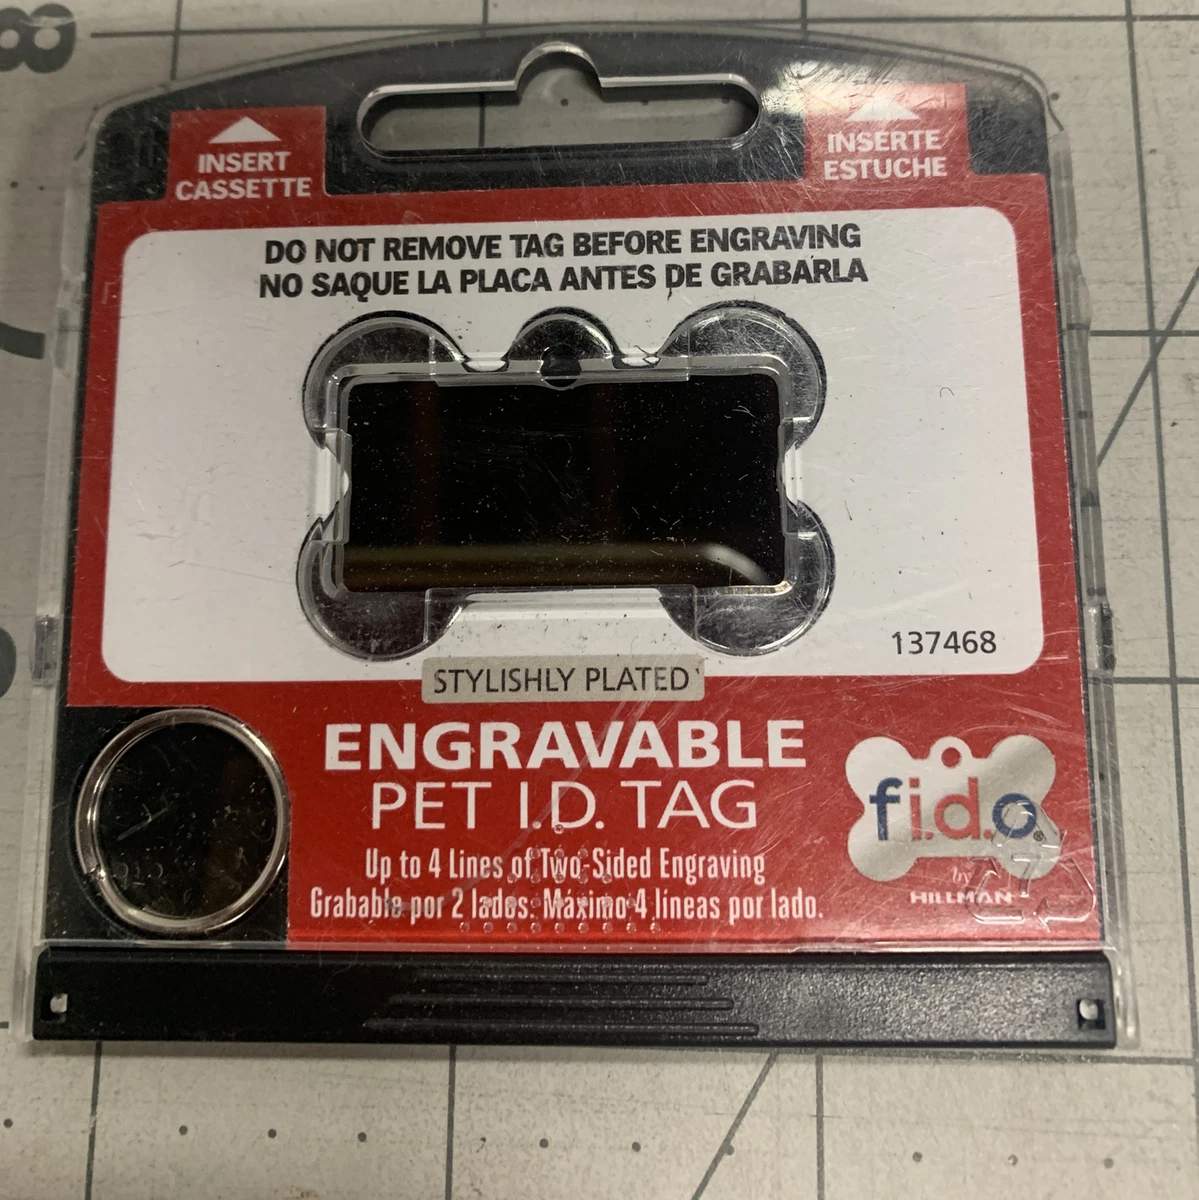 8
INSERT
CASSETTE
INSERTE
ESTUCHE
DO NOT REMOVE TAG BEFORE ENGRAVING
NO SAQUE LA PLACA ANTES DE GRABARLA
137468
STYLISHLY PLATED
ENGRAVABLE
PET I.D. TAG
Up to 4 Lines of Two-Sided Engraving
Grabable por 2 lados. Máximo 4 líneas por lado.
f.i.d.o.®
by
HILLMAN